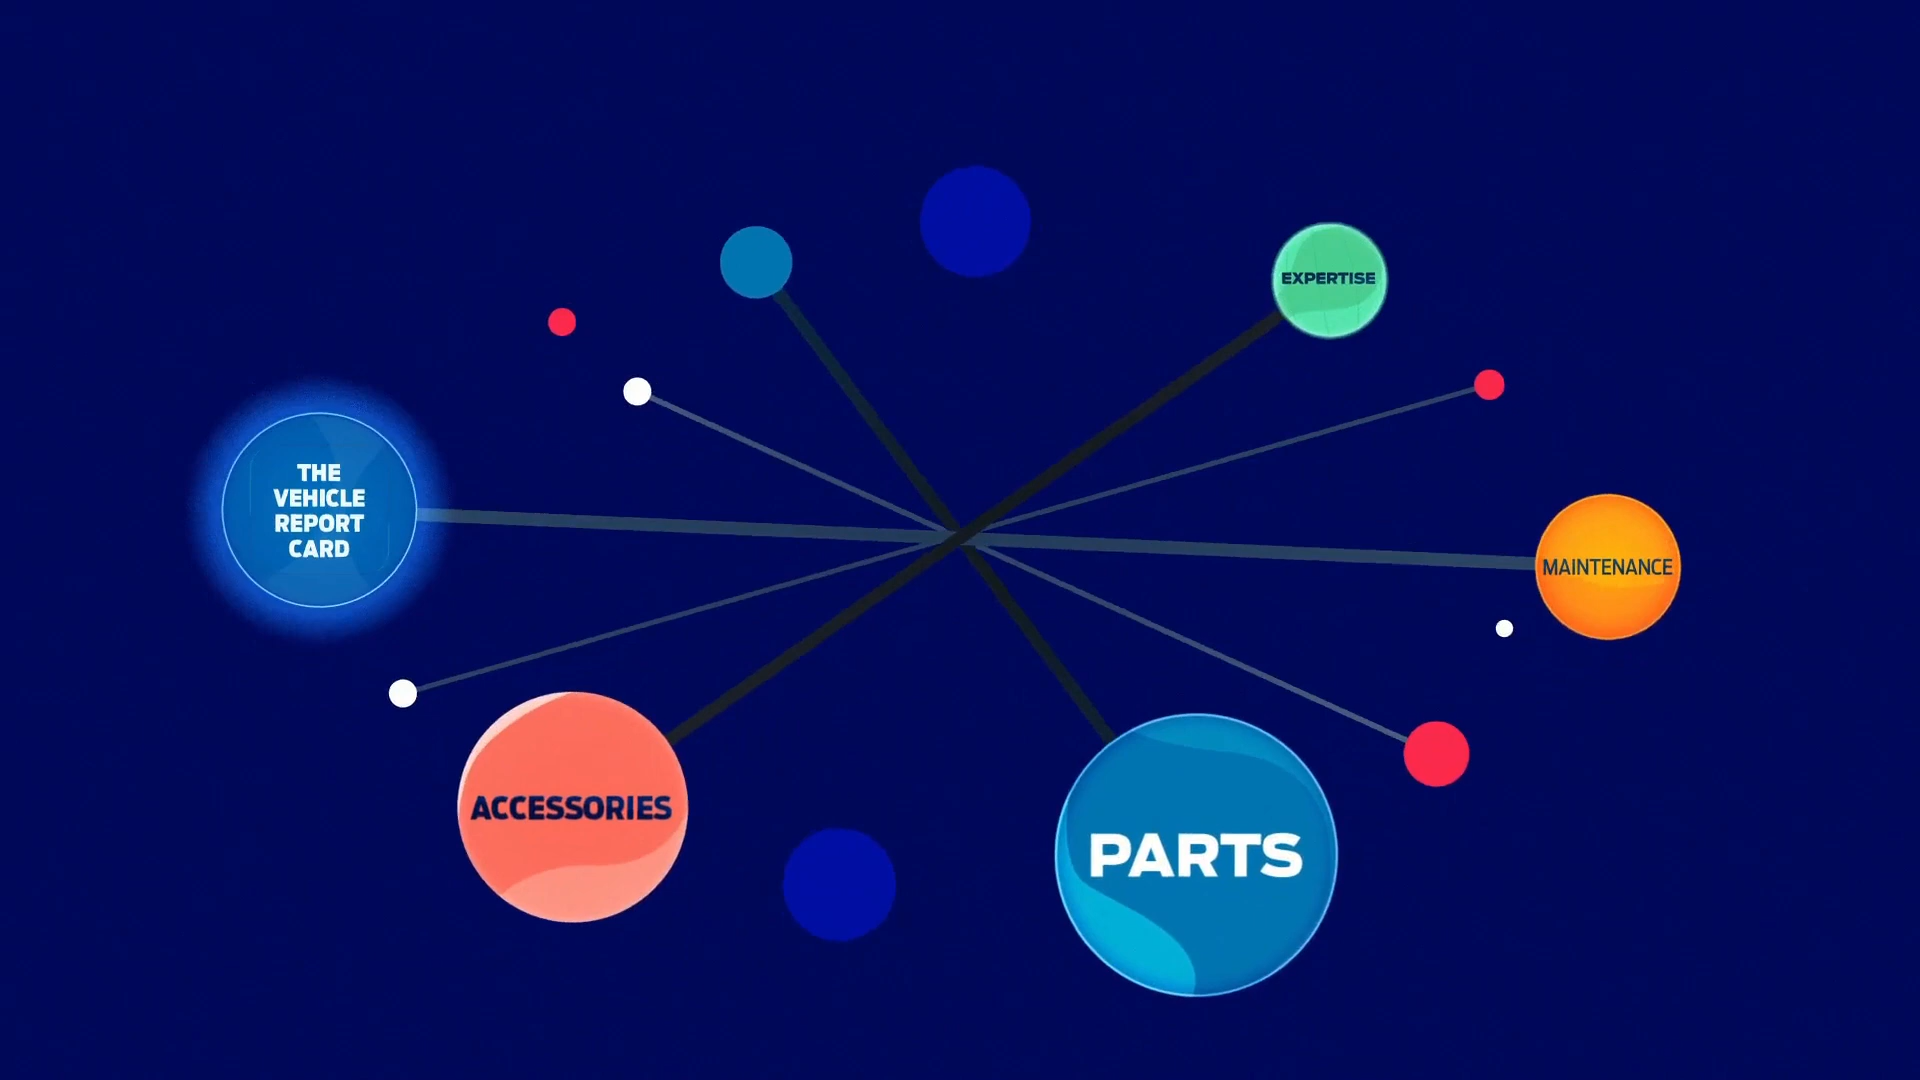 EXPERTISE
THE
VEHICLE
REPORT
CARD
MAINTENANCE
ACCESSORIES
PARTS